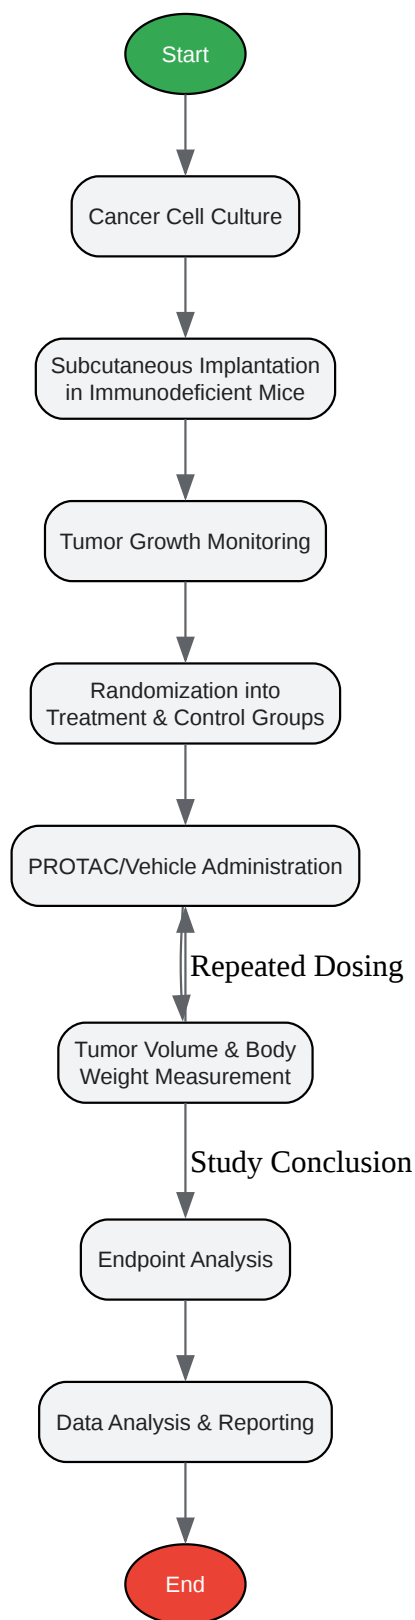 Start
Cancer Cell Culture
Subcutaneous Implantation
in Immunodeficient Mice
Tumor Growth Monitoring
Randomization into
Treatment & Control Groups
PROTAC/Vehicle Administration
Repeated Dosing
Tumor Volume & Body
Weight Measurement
Study Conclusion
Endpoint Analysis
Data Analysis & Reporting
End